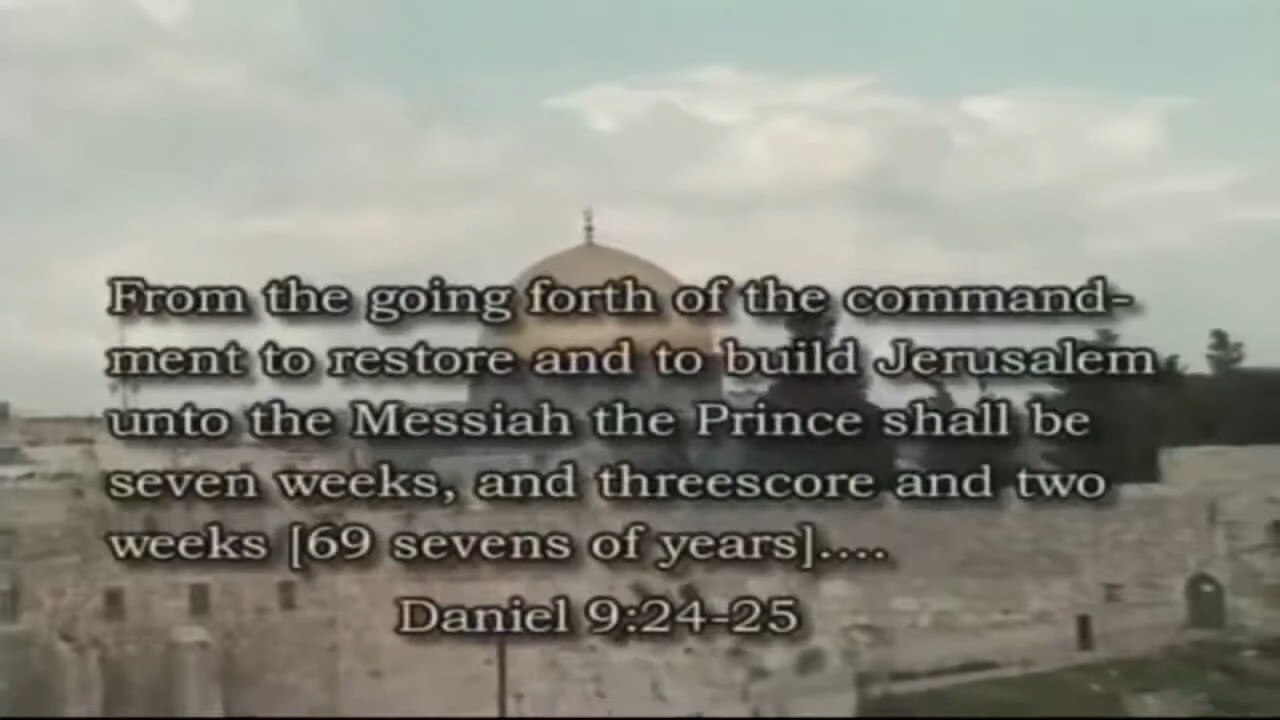 From the going forth of the command-
ment to restore and to build Jerusalem
unto the Messiah the Prince shall be
seven weeks, and threescore and two
weeks [69 sevens of years]....
Daniel 9:24-25